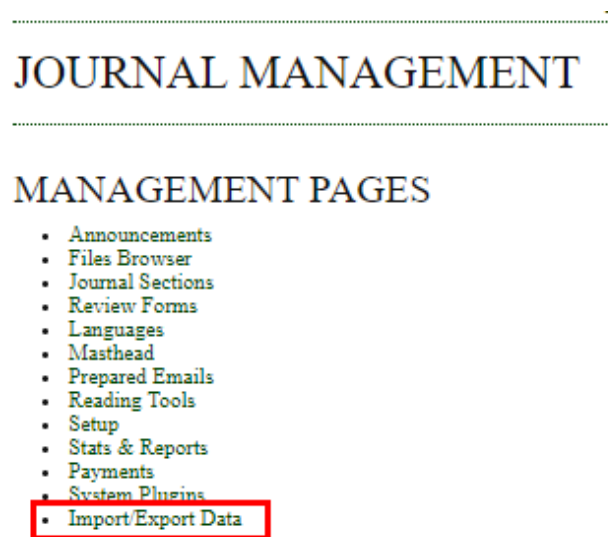 JOURNAL MANAGEMENT
MANAGEMENT PAGES
• Announcements
• Files Browser
• Journal Sections
• Review Forms
• Languages
• Masthead
• Prepared Emails
• Reading Tools
• Setup
• Stats & Reports
• Payments
• System Plugins
• Import/Export Data